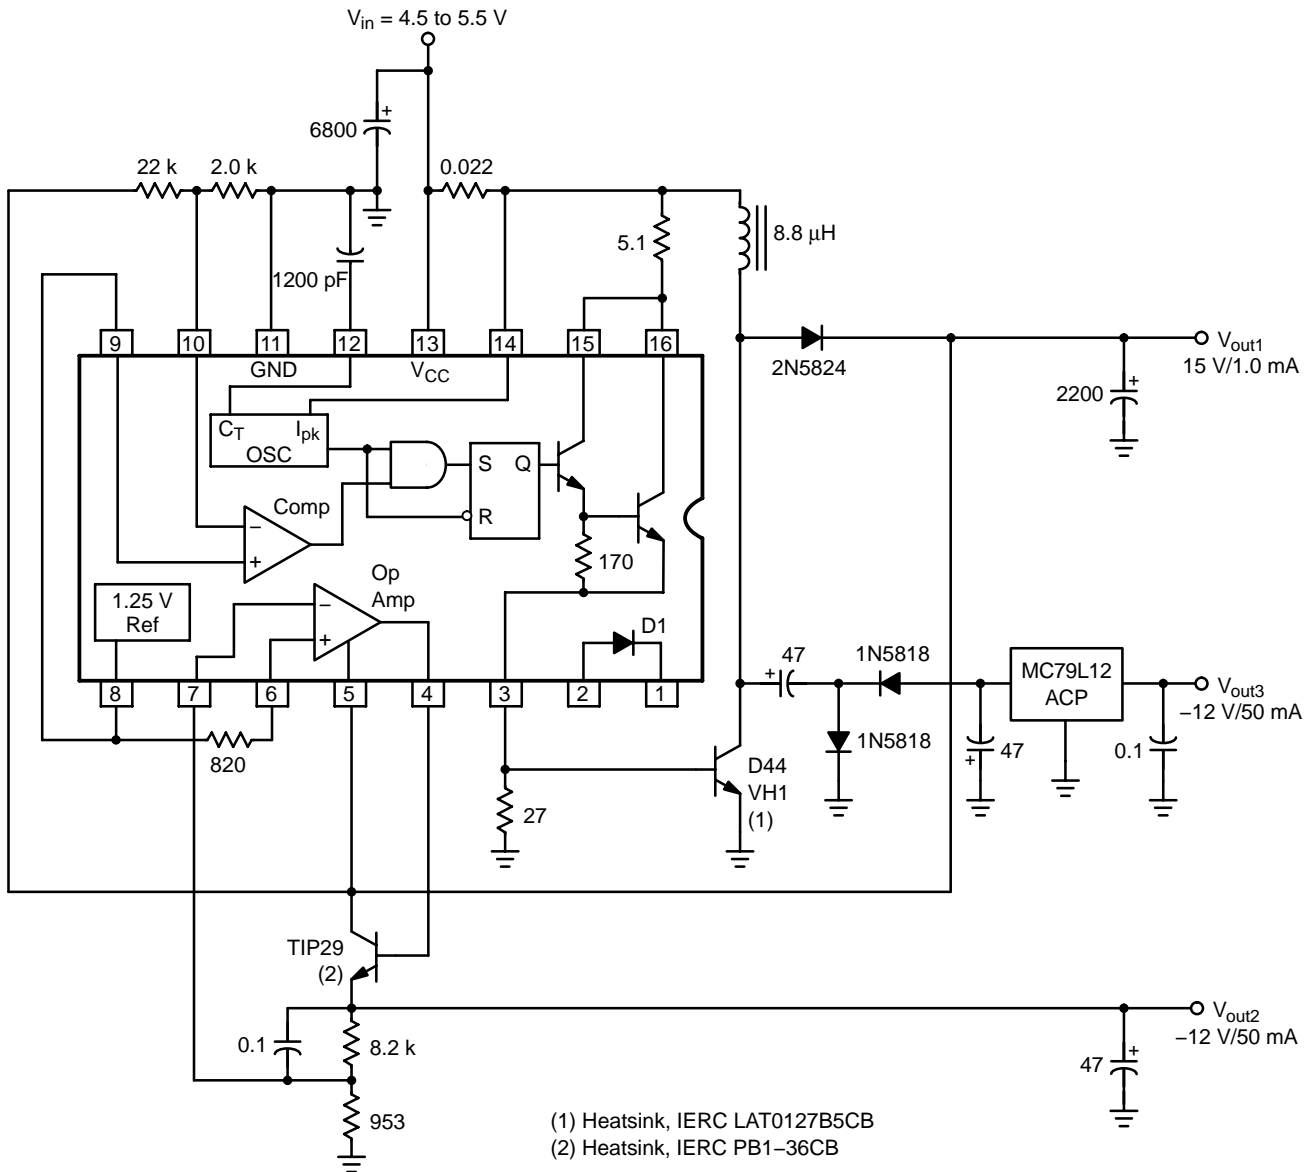 V_in = 4.5 to 5.5 V
6800
+
22 k
2.0 k
0.022
5.1
8.8 µH
1200 pF
9
10
11
12
13
14
15
16
GND
V_CC
2N5824
V_out1
15 V/1.0 mA
2200
+
C_T
I_pk
OSC
S
Q
R
Comp
−
+
170
1.25 V
Ref
Op
Amp
−
+
D1
8
7
6
5
4
3
2
1
820
27
47
+
1N5818
1N5818
MC79L12
ACP
V_out3
−12 V/50 mA
47
+
0.1
D44
VH1
(1)
TIP29
(2)
0.1
8.2 k
953
V_out2
−12 V/50 mA
47
+
(1) Heatsink, IERC LAT0127B5CB
(2) Heatsink, IERC PB1−36CB